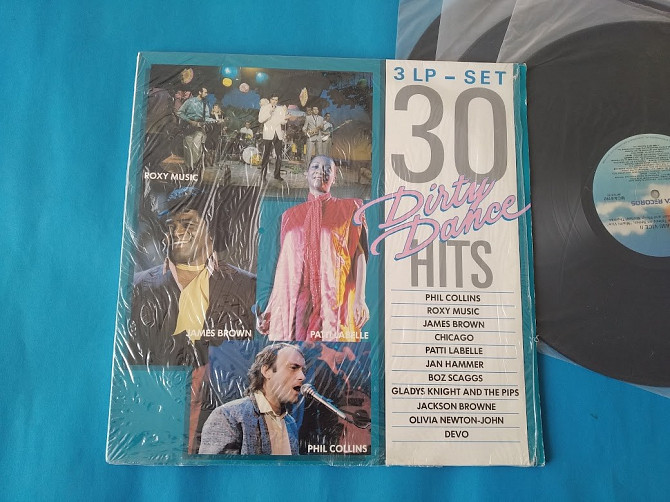 3 LP – SET
30
Dirty
Dance
HITS
ROXY MUSIC
JAMES BROWN
PATTI LABELLE
PHIL COLLINS
PHIL COLLINS
ROXY MUSIC
JAMES BROWN
CHICAGO
PATTI LABELLE
JAN HAMMER
BOZ SCAGGS
GLADYS KNIGHT AND THE PIPS
JACKSON BROWNE
OLIVIA NEWTON-JOHN
DEVO
RECORDS